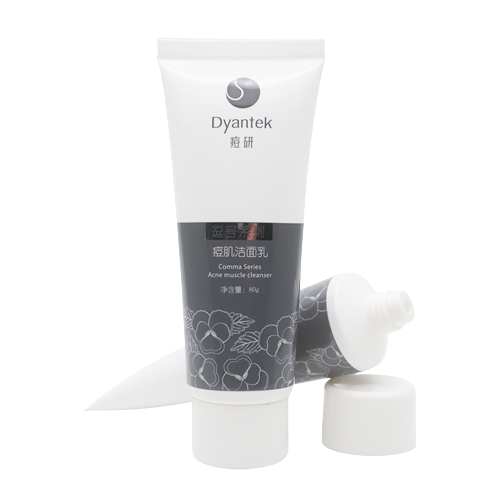 Dyantek
痘研
逗号系列
痘肌洁面乳
Comma Series
Acne muscle cleanser
净含量：80g